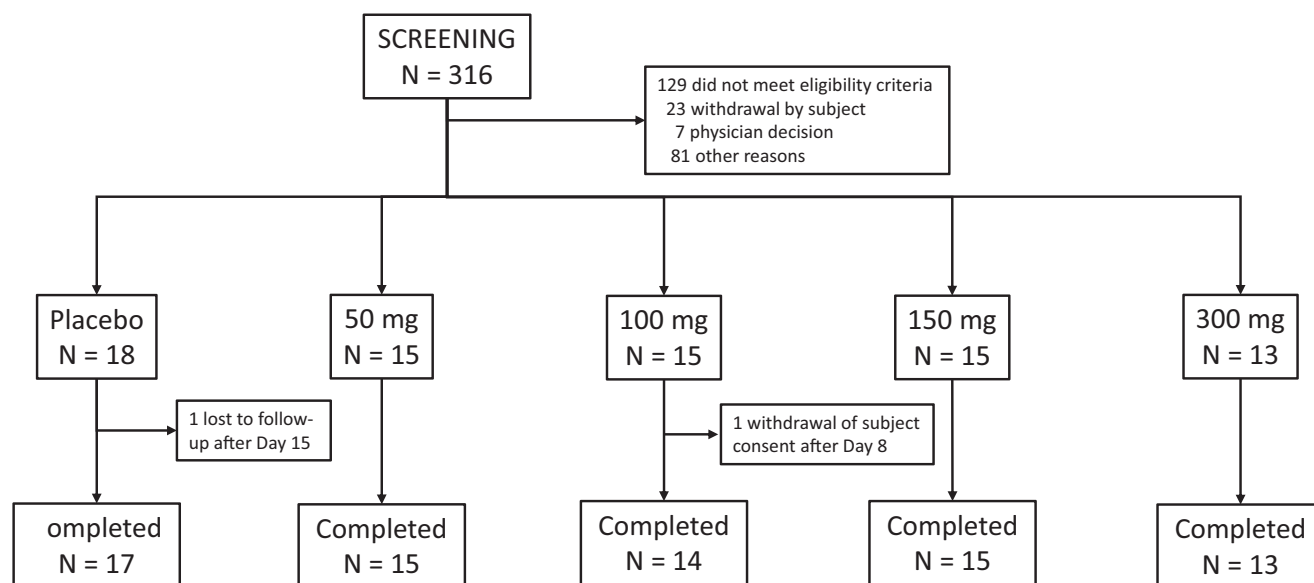 SCREENING
N = 316
129 did not meet eligibility criteria
23 withdrawal by subject
7 physician decision
81 other reasons
Placebo
N = 18
50 mg
N = 15
100 mg
N = 15
150 mg
N = 15
300 mg
N = 13
1 lost to follow-
up after Day 15
1 withdrawal of subject
consent after Day 8
ompleted
N = 17
Completed
N = 15
Completed
N = 14
Completed
N = 15
Completed
N = 13